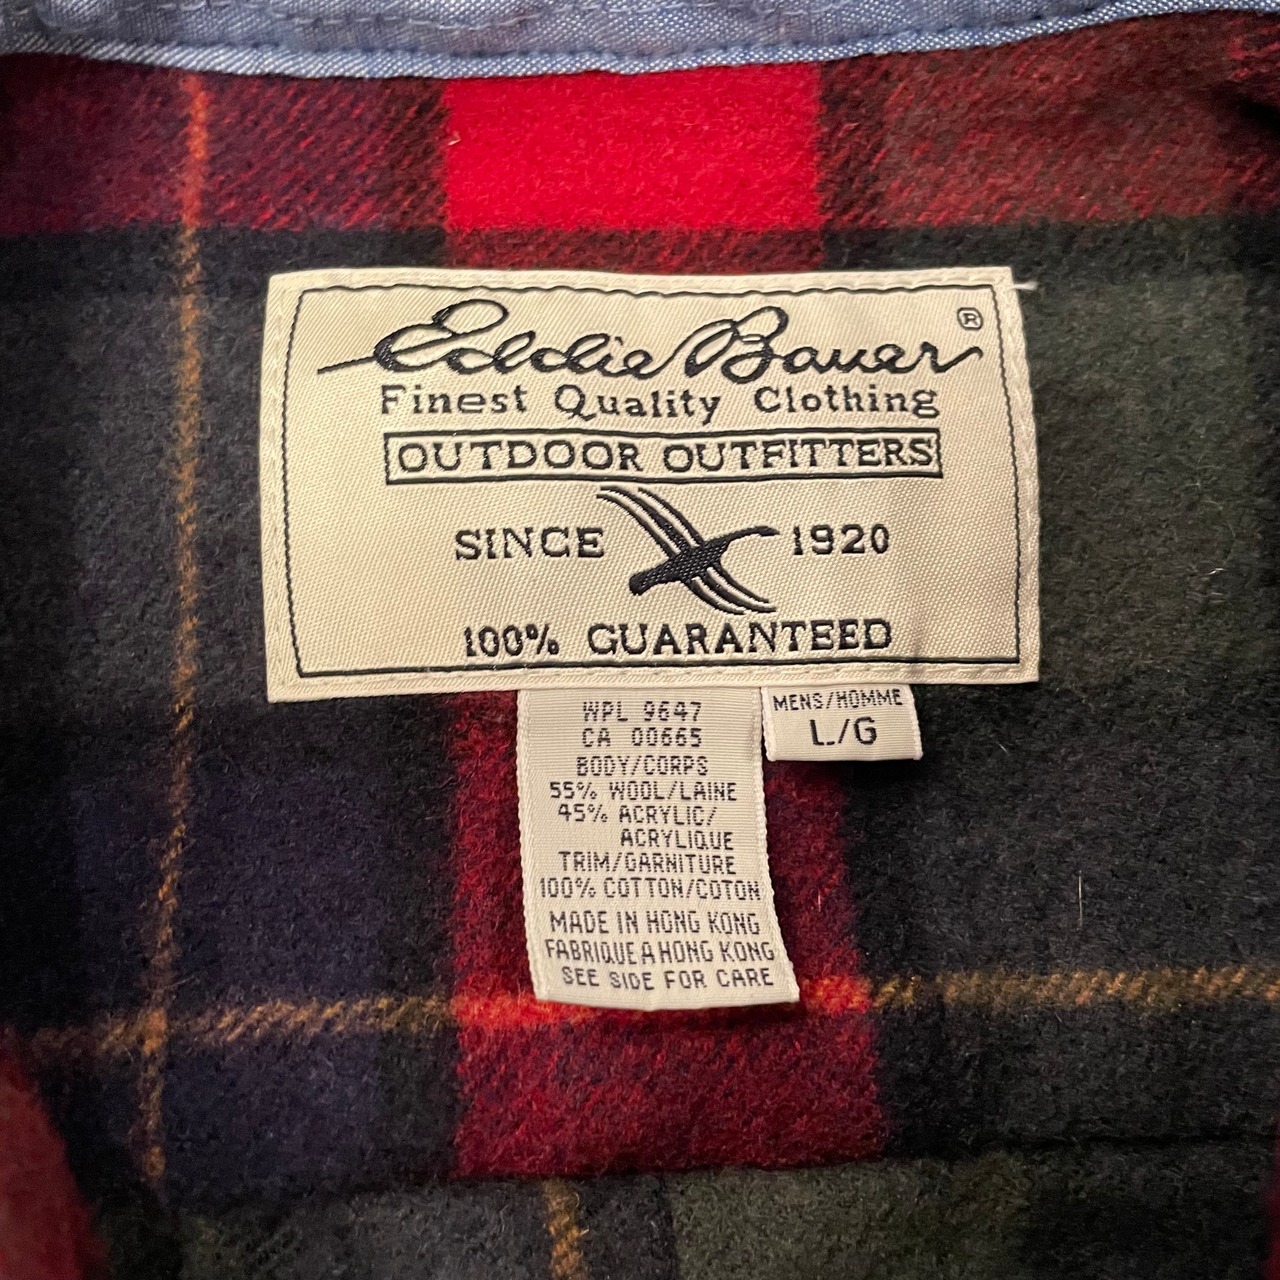 Eddie Bauer ®
Finest Quality Clothing
OUTDOOR OUTFITTERS
SINCE 1920
100% GUARANTEED
WPL 9647
CA 00665
BODY/CORPS
55% WOOL/LAINE
45% ACRYLIC/
ACRYLIQUE
TRIM/GARNITURE
100% COTTON/COTON
MADE IN HONG KONG
FABRIQUE A HONG KONG
SEE SIDE FOR CARE
MENS/HOMME
L/G